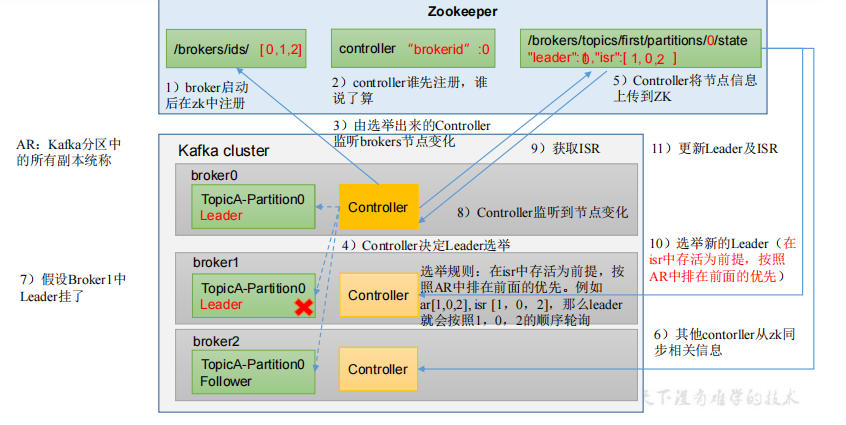 Zookeeper
/brokers/ids/ [ 0,1,2]
controller “brokerid”:0
/brokers/topics/first/partitions/0/state
"leader":0 ,"isr":[ 1, 0,2 ]
1）broker启动
后在zk中注册
2）controller谁先注册，谁
说了算
5）Controller将节点信息
上传到ZK
3）由选举出来的Controller
监听brokers节点变化
AR：Kafka分区中
的所有副本统称
Kafka cluster
9）获取ISR
11）更新Leader及ISR
broker0
TopicA-Partition0
Leader
Controller
8）Controller监听到节点变化
4）Controller决定Leader选举
10）选举新的Leader（在
isr中存活为前提，按照
AR中排在前面的优先）
7）假设Broker1中
Leader挂了
broker1
TopicA-Partition0
Leader
Controller
选举规则：在isr中存活为前提，按
照AR中排在前面的优先。例如
ar[1,0,2], isr [1，0，2]，那么leader
就会按照1，0，2的顺序轮询
6）其他contorller从zk同
步相关信息
broker2
TopicA-Partition0
Follower
Controller
天下没有难学的技术